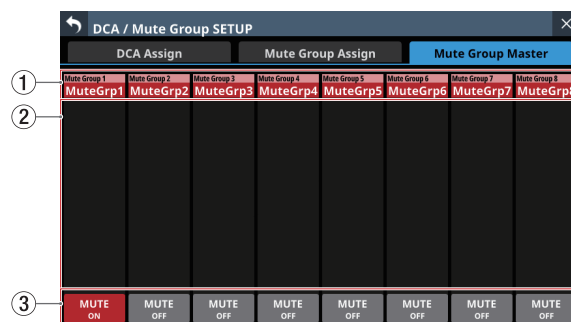 DCA / Mute Group SETUP
DCA Assign Mute Group Assign Mute Group Master
1
Mute Group 1 Mute Group 2 Mute Group 3 Mute Group 4 Mute Group 5 Mute Group 6 Mute Group 7 Mute Group 8
MuteGrp1 MuteGrp2 MuteGrp3 MuteGrp4 MuteGrp5 MuteGrp6 MuteGrp7 MuteGrp8
2
3
MUTE MUTE MUTE MUTE MUTE MUTE MUTE MUTE
ON OFF OFF OFF OFF OFF OFF OFF